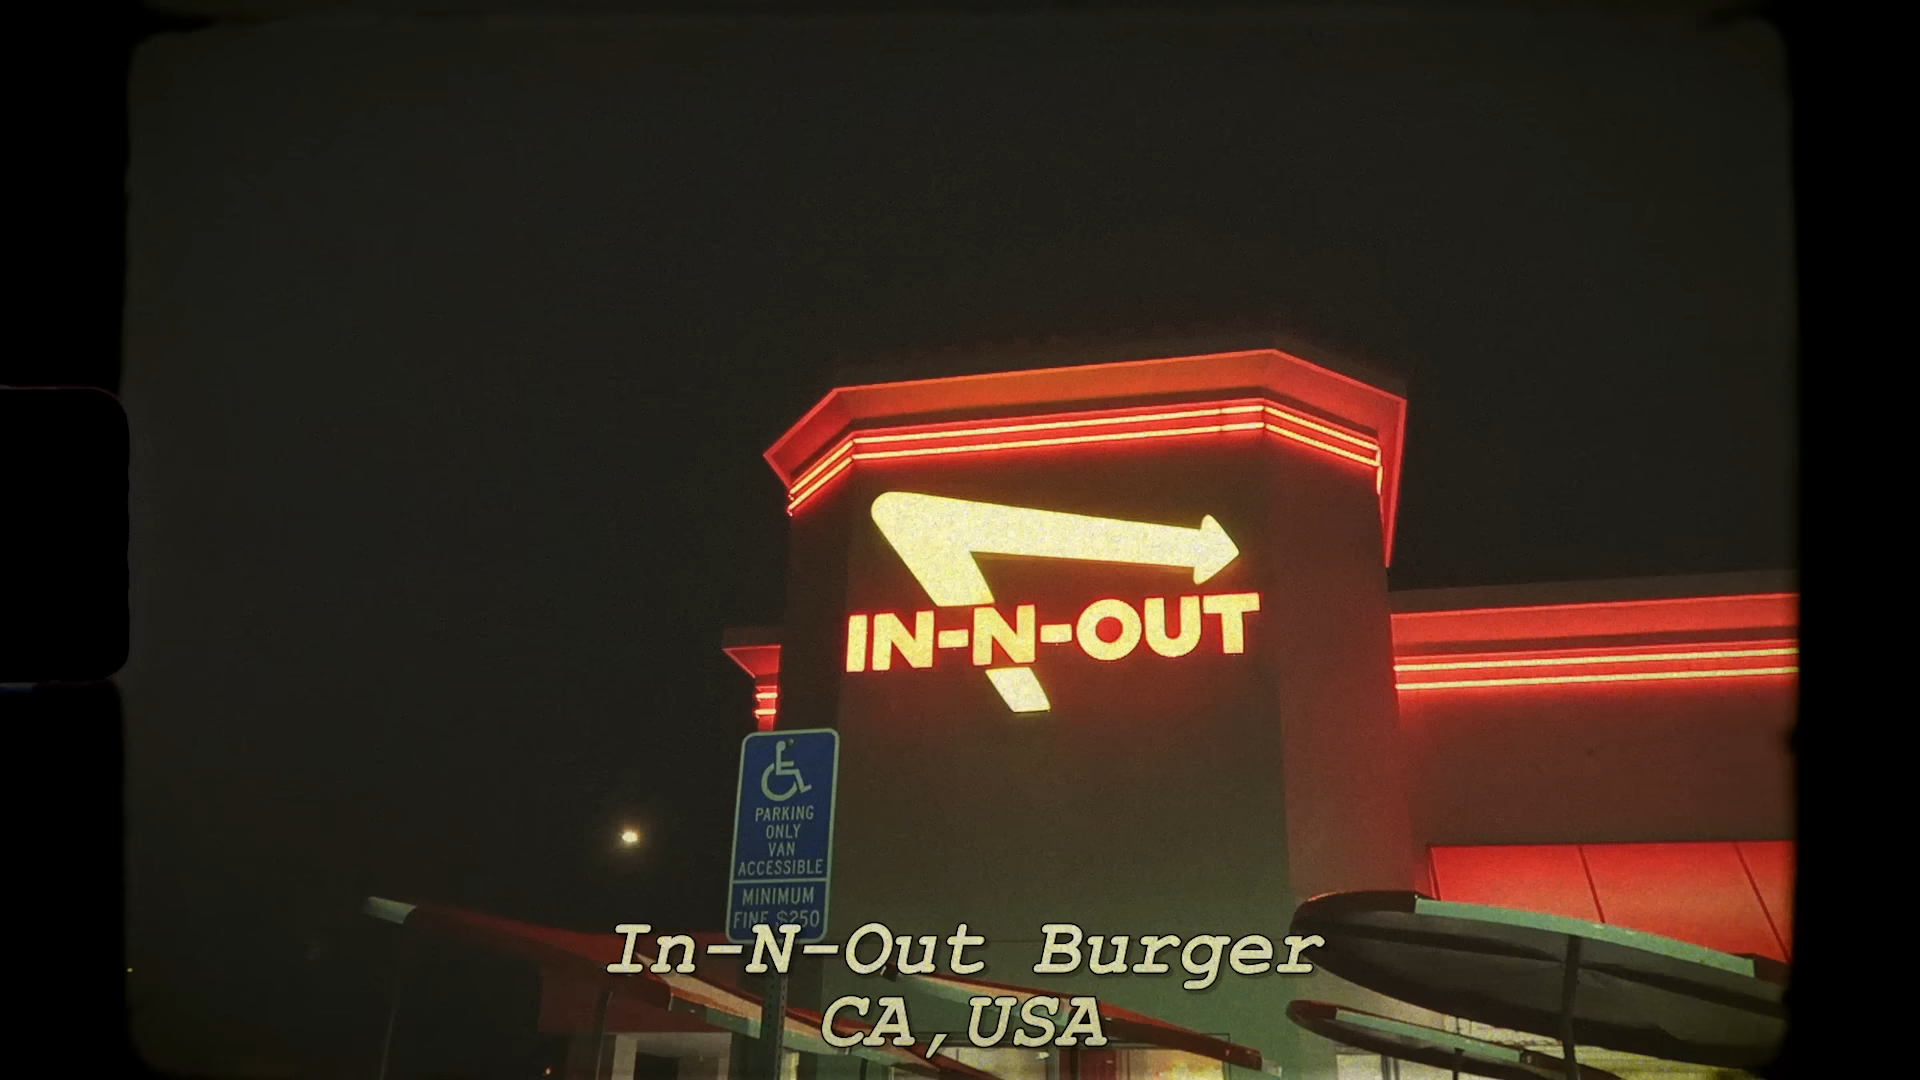 IN-N-OUT
PARKING
ONLY
VAN
ACCESSIBLE
MINIMUM
FINE $250
In-N-Out Burger
CA,USA